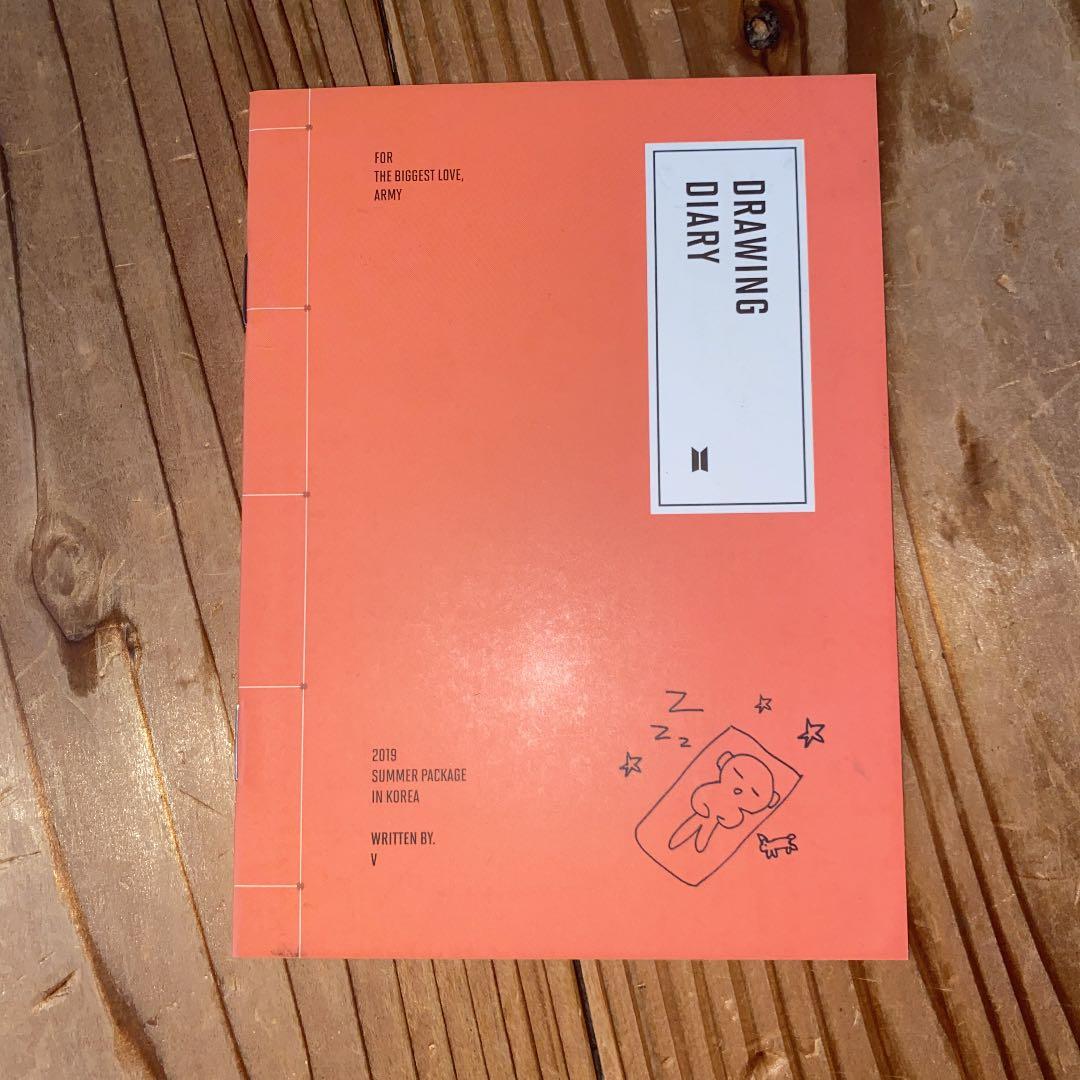 FOR
THE BIGGEST LOVE,
ARMY
DRAWING
DIARY
2019
SUMMER PACKAGE
IN KOREA
WRITTEN BY.
V
Z
Z
Z